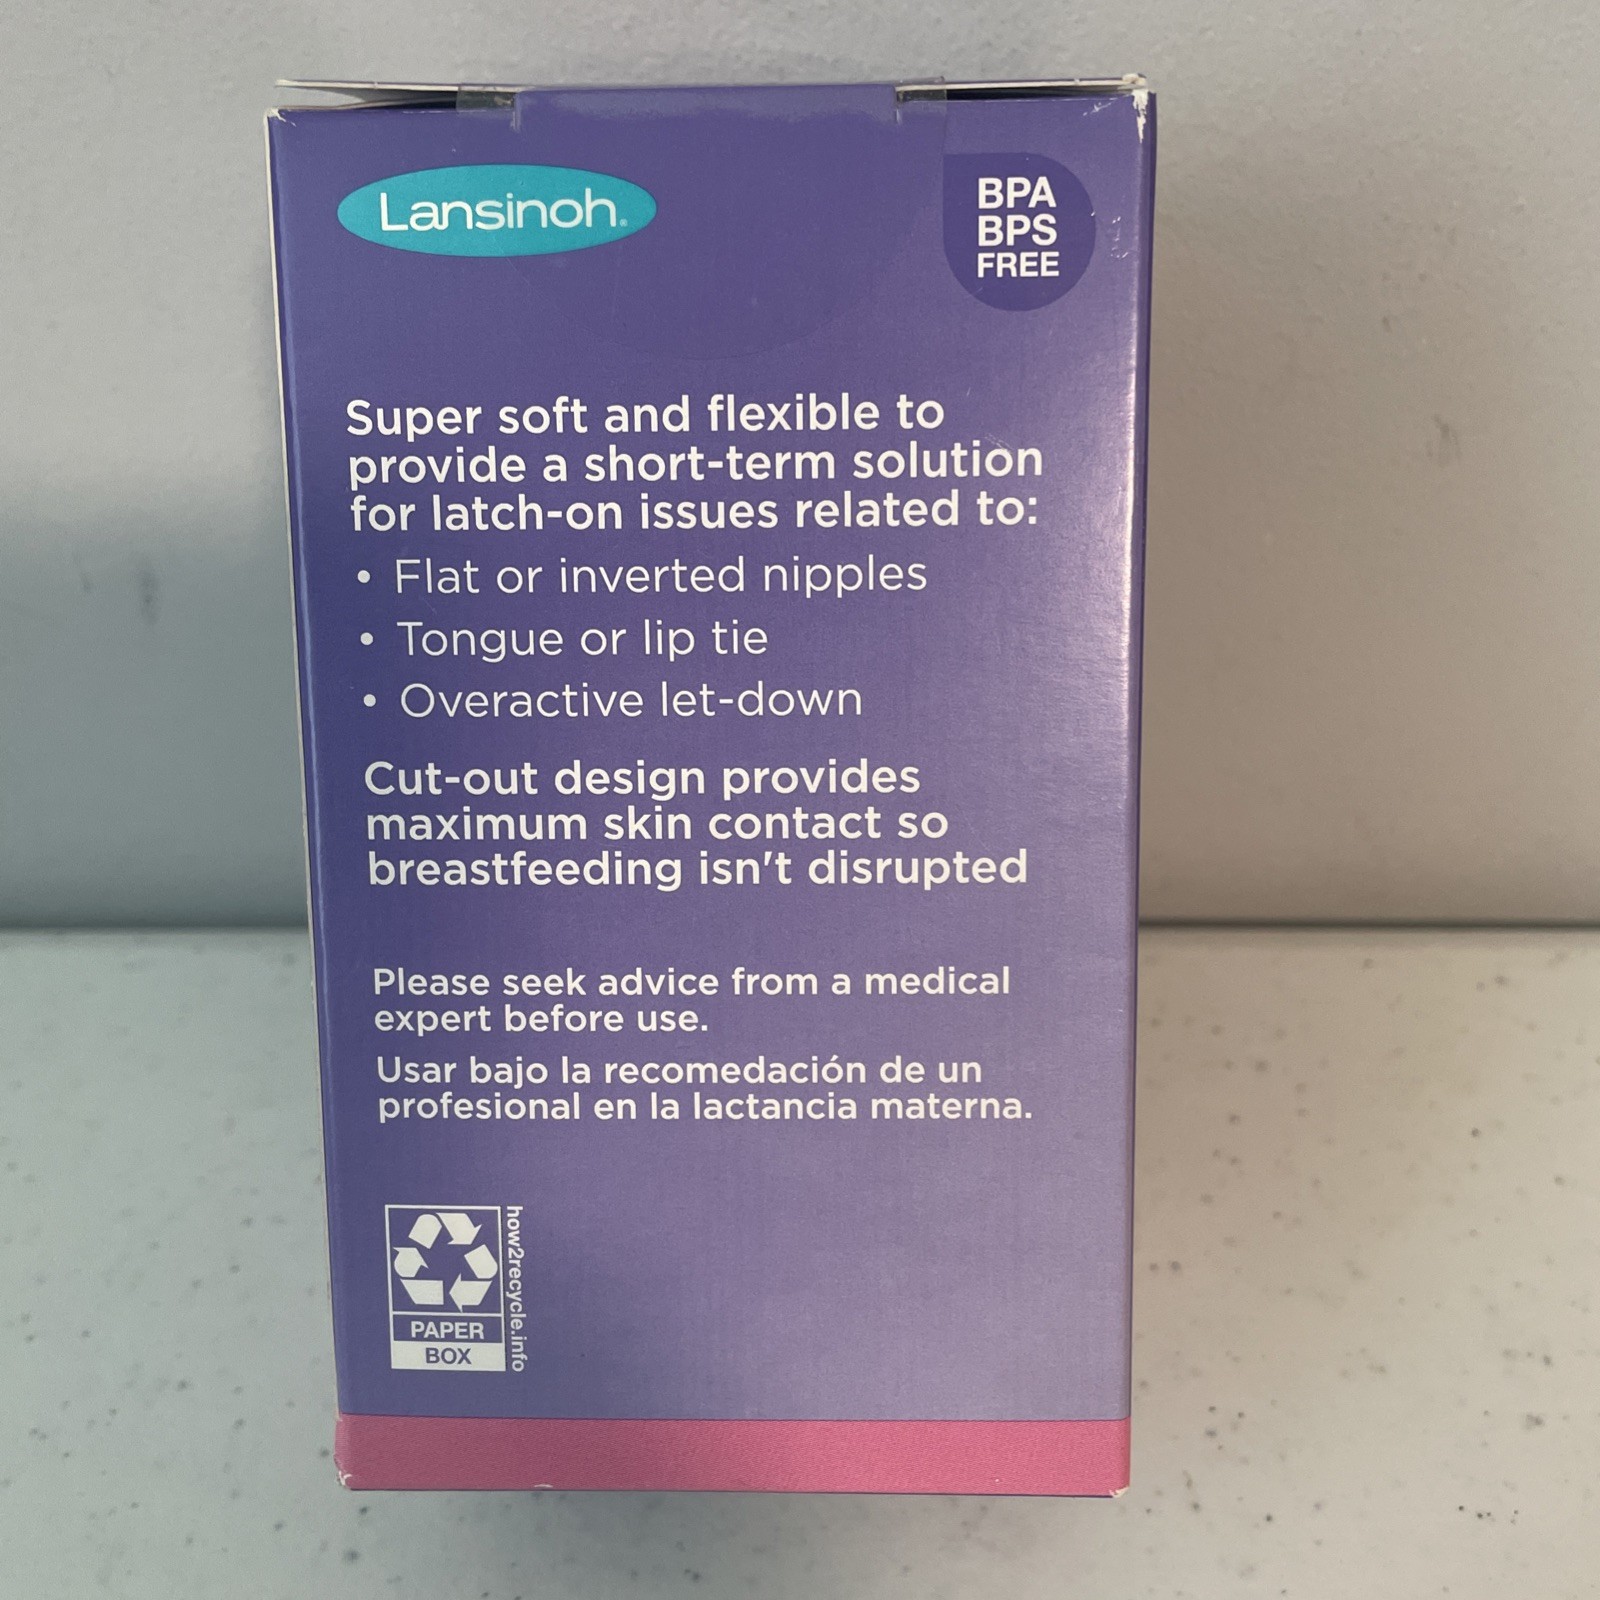 Lansinoh®
BPA
BPS
FREE
Super soft and flexible to
provide a short-term solution
for latch-on issues related to:
• Flat or inverted nipples
• Tongue or lip tie
• Overactive let-down
Cut-out design provides
maximum skin contact so
breastfeeding isn't disrupted
Please seek advice from a medical
expert before use.
Usar bajo la recomedación de un
profesional en la lactancia materna.
PAPER
BOX
how2recycle.info